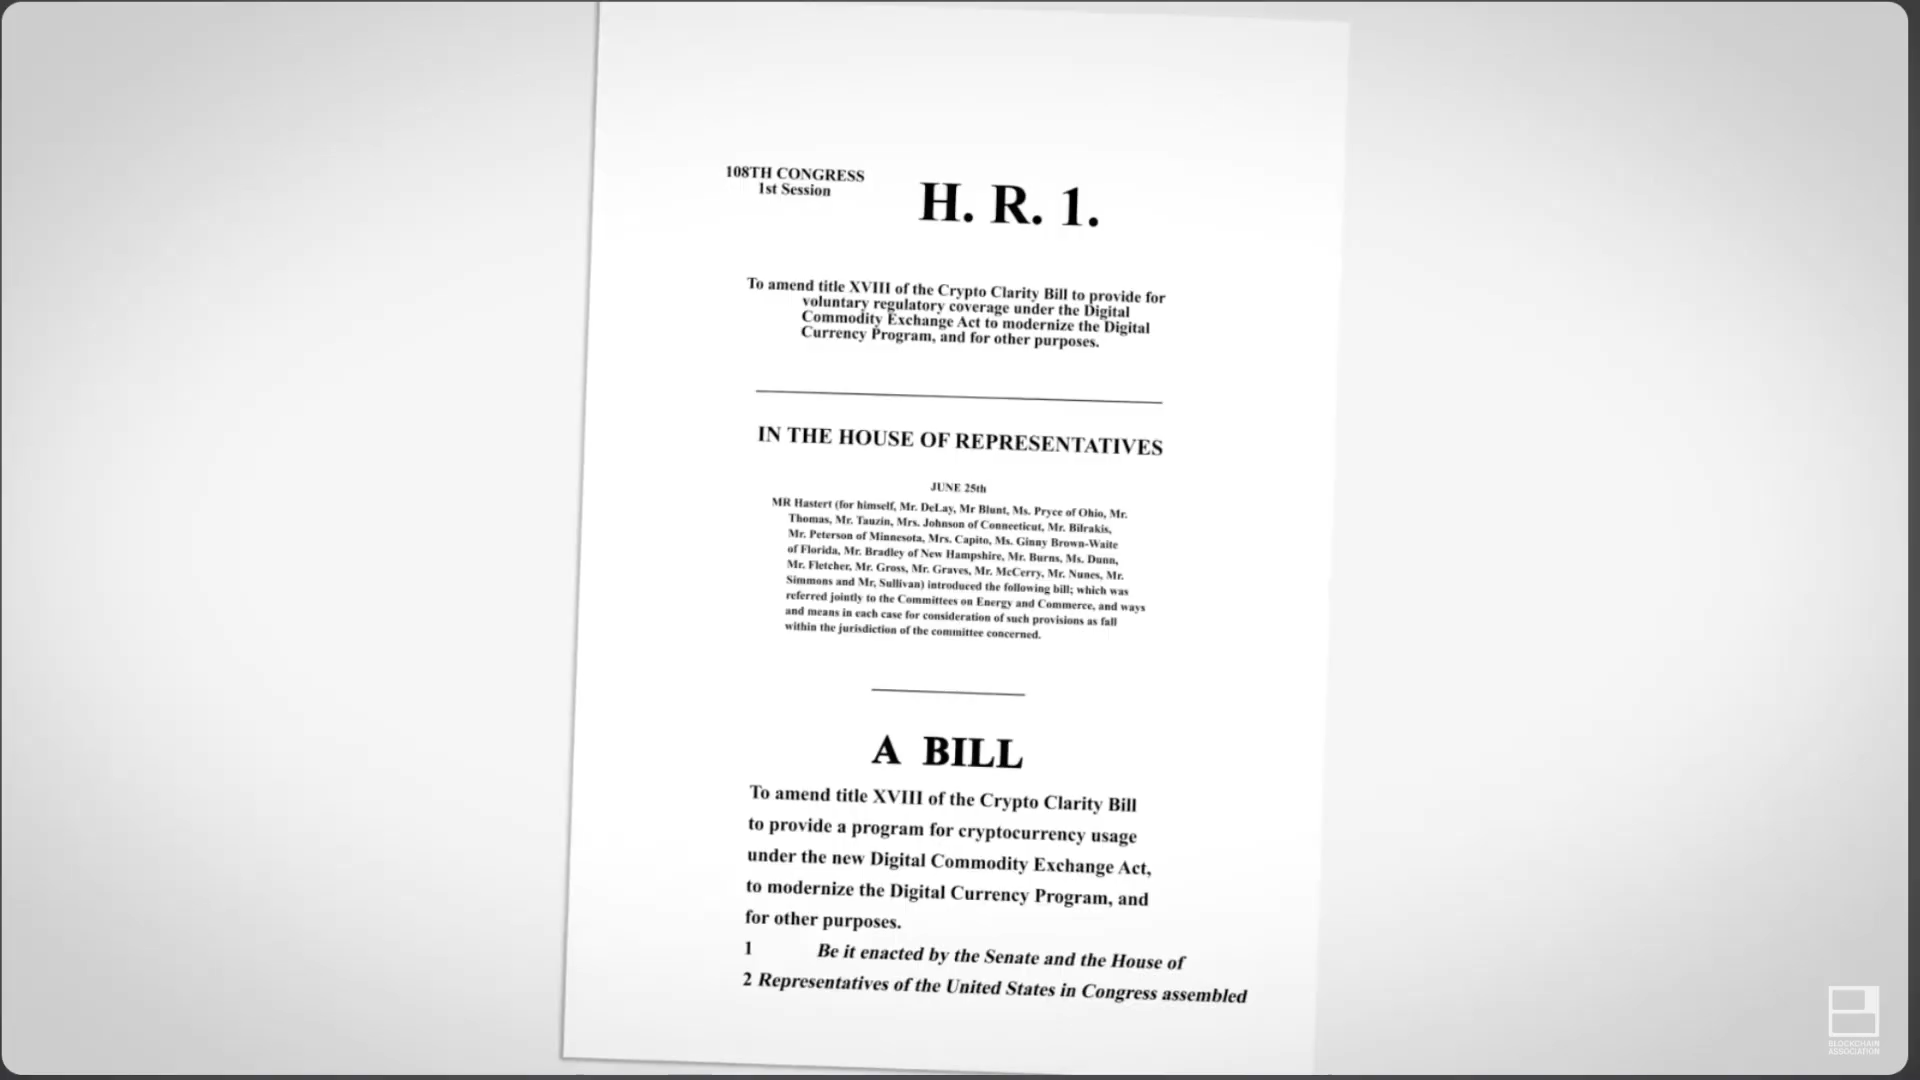 108TH CONGRESS
1st Session
H. R. 1.
To amend title XVIII of the Crypto Clarity Bill to provide for
voluntary regulatory coverage under the Digital
Commodity Exchange Act to modernize the Digital
Currency Program, and for other purposes.
IN THE HOUSE OF REPRESENTATIVES
JUNE 25th
MR Hastert (for himself, Mr. DeLay, Mr Blunt, Ms. Pryce of Ohio, Mr.
Thomas, Mr. Tauzin, Mrs. Johnson of Connecticut, Mr. Bilrakis,
Mr. Peterson of Minnesota, Mrs. Capito, Ms. Ginny Brown-Waite
of Florida, Mr. Bradley of New Hampshire, Mr. Burns, Ms. Dunn,
Mr. Fletcher, Mr. Gross, Mr. Graves, Mr. McCerry, Mr. Nunes, Mr.
Simmons and Mr, Sullivan) introduced the following bill; which was
referred jointly to the Committees on Energy and Commerce, and ways
and means in each case for consideration of such provisions as fall
within the jurisdiction of the committee concerned.
A BILL
To amend title XVIII of the Crypto Clarity Bill
to provide a program for cryptocurrency usage
under the new Digital Commodity Exchange Act,
to modernize the Digital Currency Program, and
for other purposes.
1 Be it enacted by the Senate and the House of
2 Representatives of the United States in Congress assembled
BLOCKCHAIN
ASSOCIATION